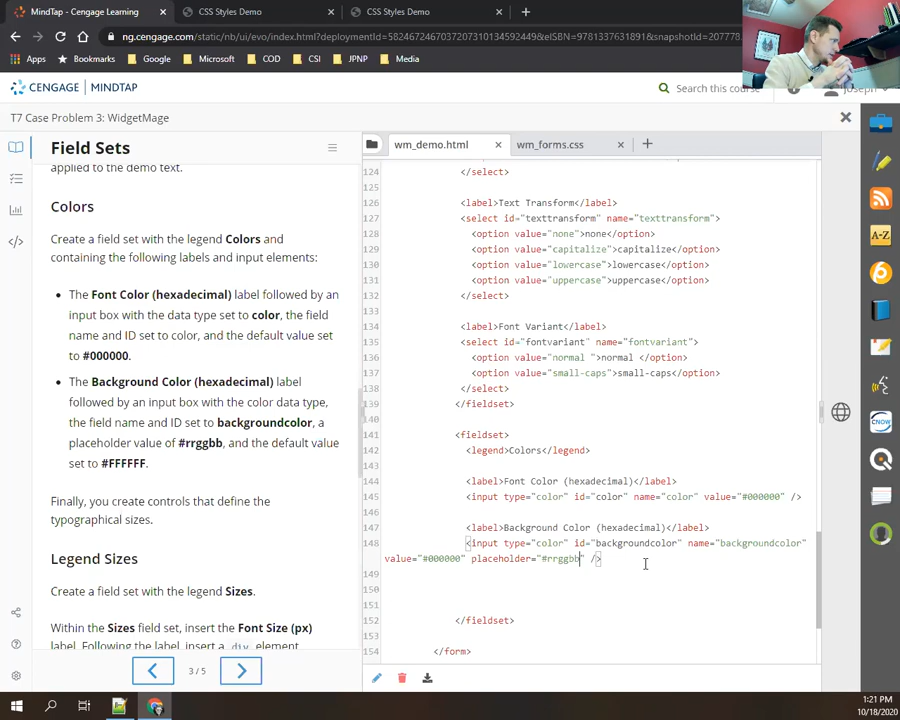 MindTap - Cengage Learning
CSS Styles Demo
CSS Styles Demo
ng.cengage.com/static/nb/ui/evo/index.html?deploymentId=58246724670372073101345924​49&eISBN=9781337631891&snapshotId=207778
Apps
Bookmarks
Google
Microsoft
COD
CSI
JPNP
Media
CENGAGE | MINDTAP
Search this course
T7 Case Problem 3: WidgetMage
Field Sets
applied to the demo text.
Colors
Create a field set with the legend Colors and
containing the following labels and input elements:
• The Font Color (hexadecimal) label followed by an
input box with the data type set to color, the field
name and ID set to color, and the default value set
to #000000.
• The Background Color (hexadecimal) label
followed by an input box with the color data type,
the field name and ID set to backgroundcolor, a
placeholder value of #rrggbb, and the default value
set to #FFFFFF.
Finally, you create controls that define the
typographical sizes.
Legend Sizes
Create a field set with the legend Sizes.
Within the Sizes field set, insert the Font Size (px)
label. Following the label, insert a div element
3 / 5
wm_demo.html
wm_forms.css
124 </select>
125
126 <label>Text Transform</label>
127 <select id="texttransform" name="texttransform">
128 <option value="none">none</option>
129 <option value="capitalize">capitalize</option>
130 <option value="lowercase">lowercase</option>
131 <option value="uppercase">uppercase</option>
132 </select>
133
134 <label>Font Variant</label>
135 <select id="fontvariant" name="fontvariant">
136 <option value="normal ">normal </option>
137 <option value="small-caps">small-caps</option>
138 </select>
139 </fieldset>
140
141 <fieldset>
142 <legend>Colors</legend>
143
144 <label>Font Color (hexadecimal)</label>
145 <input type="color" id="color" name="color" value="#000000" />
146
147 <label>Background Color (hexadecimal)</label>
148 <input type="color" id="backgroundcolor" name="backgroundcolor"
value="#000000" placeholder="#rrggbb" />
149
150
151
152 </fieldset>
153
154 </form>
A-Z
CNOW
1:21 PM
10/18/2020